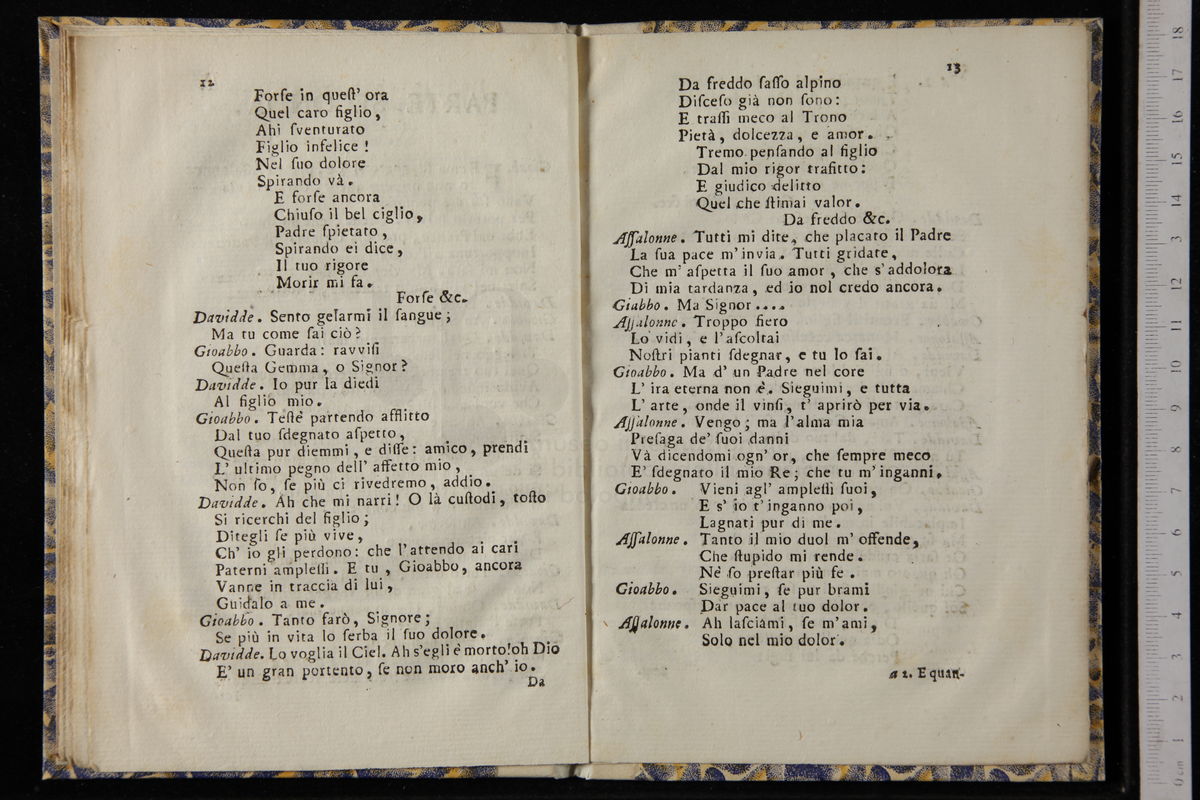 12
Forſe in queſt' ora
Quel caro figlio,
Ahi ſventurato
Figlio infelice !
Nel ſuo dolore
Spirando và.
E forſe ancora
Chiuſo il bel ciglio,
Padre ſpietato,
Spirando ei dice,
Il tuo rigore
Morir mi fa.
Forſe &c.
Davidde. Sento gelarmi il ſangue;
Ma tu come ſai ciò?
Gioabbo. Guarda: ravviſi
Queſta Gemma, o Signor?
Davidde. Io pur la diedi
Al figlio mio.
Gioabbo. Teſtè partendo afflitto
Dal tuo ſdegnato aſpetto,
Queſta pur diemmi, e diſſe: amico, prendi
L' ultimo pegno dell' affetto mio,
Non ſo, ſe più ci rivedremo, addio.
Davidde. Ah che mi narri! O là cuſtodi, toſto
Si ricerchi del figlio;
Ditegli ſe più vive,
Ch' io gli perdono: che l'attendo ai cari
Paterni ampleſſi. E tu, Gioabbo, ancora
Vanne in traccia di lui,
Guidalo a me.
Gioabbo. Tanto farò, Signore;
Se più in vita lo ſerba il ſuo dolore.
Davidde. Lo voglia il Ciel. Ah s'egli è morto! oh Dio
E' un gran portento, ſe non moro anch' io.
Da
13
Da freddo ſaſſo alpino
Diſceſo già non ſono:
E traſſi meco al Trono
Pietà, dolcezza, e amor.
Tremo penſando al figlio
Dal mio rigor trafitto:
E giudico delitto
Quel che ſtimai valor.
Da freddo &c.
Aſſalonne. Tutti mi dite, che placato il Padre
La ſua pace m'invia. Tutti gridate,
Che m' aſpetta il ſuo amor, che s'addolora
Di mia tardanza, ed io nol credo ancora.
Giabbo. Ma Signor....
Aſſalonne. Troppo fiero
Lo vidi, e l'aſcoltai
Noſtri pianti ſdegnar, e tu lo ſai.
Gioabbo. Ma d' un Padre nel core
L' ira eterna non è. Sieguimi, e tutta
L' arte, onde il vinſi, t' aprirò per via.
Aſſalonne. Vengo; ma l'alma mia
Preſaga de' ſuoi danni
Và dicendomi ogn' or, che ſempre meco
E' ſdegnato il mio Re; che tu m'inganni.
Gioabbo. Vieni agl' ampleſſi ſuoi,
E s' io t'inganno poi,
Lagnati pur di me.
Aſſalonne. Tanto il mio duol m' offende,
Che ſtupido mi rende.
Nè ſo preſtar più fe.
Gioabbo. Sieguimi, ſe pur brami
Dar pace al tuo dolor.
Aſſalonne. Ah laſciami, ſe m'ami,
Solo nel mio dolor.
a 2. E quan-